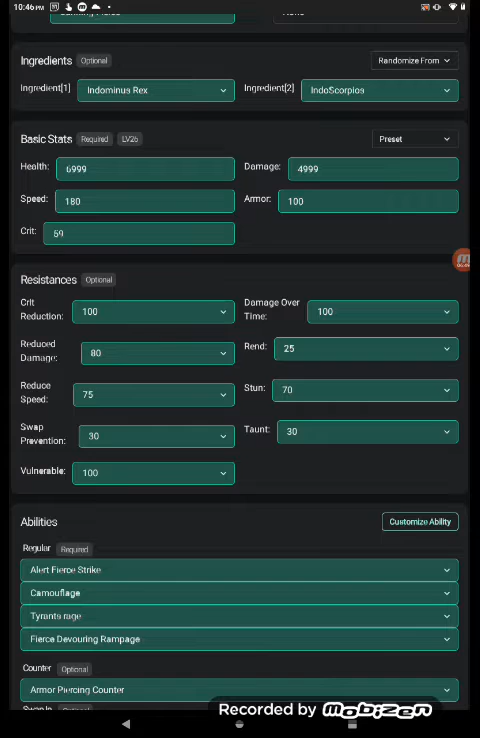 10:46 PM
Ingredients Optional Randomize From
Ingredient[1] Indominus Rex Ingredient[2] IndoScorpios
Basic Stats Required LV26 Preset
Health: 6999 Damage: 4999
Speed: 180 Armor: 100
Crit: 59
Resistances Optional
Crit Reduction: 100 Damage Over Time: 100
Reduced Damage: 80 Rend: 25
Reduce Speed: 75 Stun: 70
Swap Prevention: 30 Taunt: 30
Vulnerable: 100
Abilities Customize Ability
Regular Required
Alert Fierce Strike
Camouflage
Tyrants rage
Fierce Devouring Rampage
Counter Optional
Armor Piercing Counter
Recorded by Mobizen